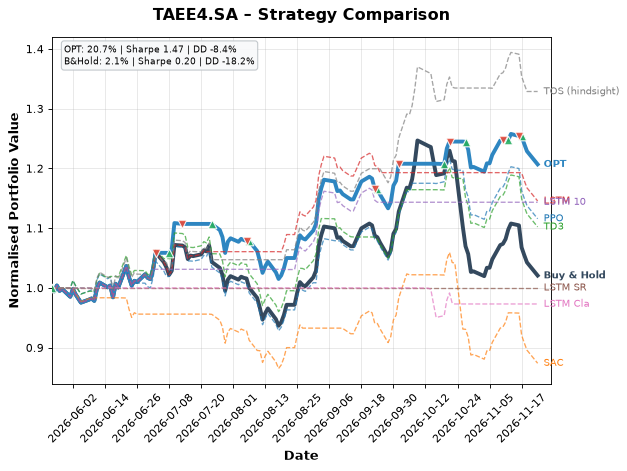 TAEE4.SA – Strategy Comparison
OPT: 20.7% | Sharpe 1.47 | DD -8.4%
B&Hold: 2.1% | Sharpe 0.20 | DD -18.2%
Normalised Portfolio Value
1.4
1.3
1.2
1.1
1.0
0.9
TOS (hindsight)
OPT
LSTM 10
PPO
TD3
Buy & Hold
LSTM SR
LSTM Cla
SAC
2026-06-02
2026-06-14
2026-06-26
2026-07-08
2026-07-20
2026-08-01
2026-08-13
2026-08-25
2026-09-06
2026-09-18
2026-09-30
2026-10-12
2026-10-24
2026-11-05
2026-11-17
Date